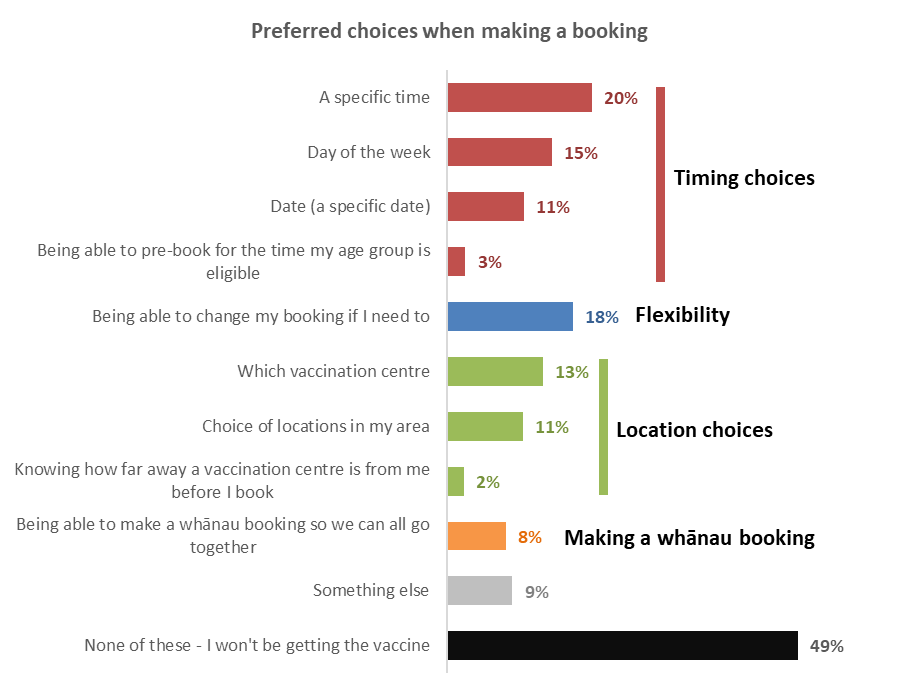 Preferred choices when making a booking
A specific time
20%
Day of the week
15%
Timing choices
Date (a specific date)
11%
Being able to pre-book for the time my age group is
eligible
3%
Being able to change my booking if I need to
18%
Flexibility
Which vaccination centre
13%
Choice of locations in my area
11%
Location choices
Knowing how far away a vaccination centre is from me
before I book
2%
Being able to make a whānau booking so we can all go
together
8%
Making a whānau booking
Something else
9%
None of these - I won't be getting the vaccine
49%